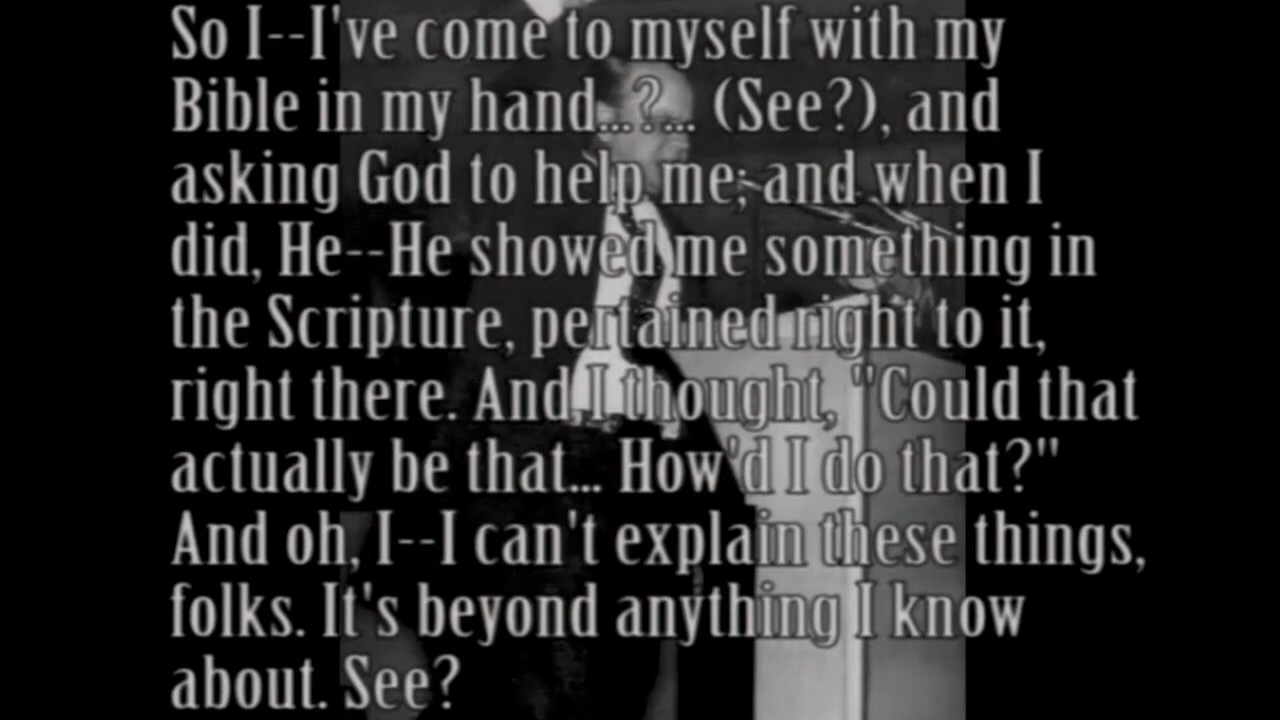 So I--I've come to myself with my
Bible in my hand...?... (See?), and
asking God to help me; and when I
did, He--He showed me something in
the Scripture, pertained right to it,
right there. And I thought, "Could that
actually be that... How'd I do that?"
And oh, I--I can't explain these things,
folks. It's beyond anything I know
about. See?